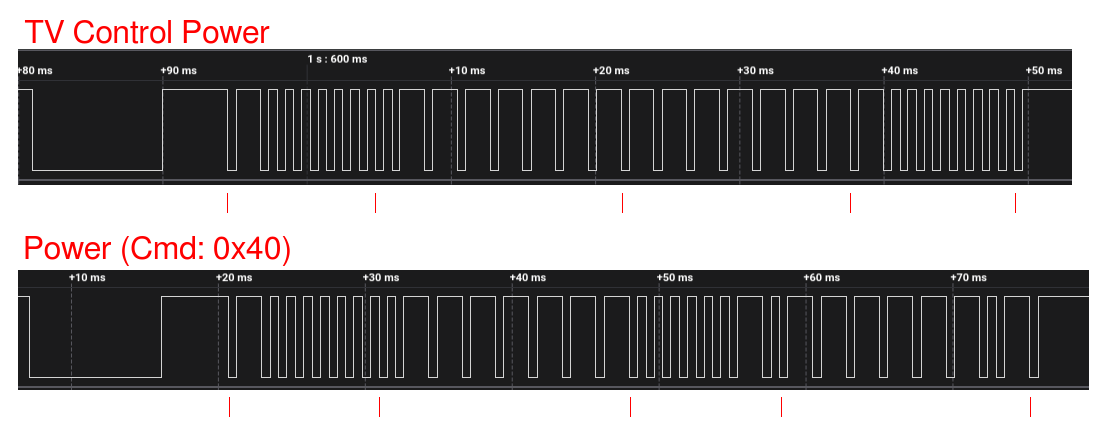 TV Control Power
1 s : 600 ms
+80 ms +90 ms +10 ms +20 ms +30 ms +40 ms +50 ms
Power (Cmd: 0x40)
+10 ms +20 ms +30 ms +40 ms +50 ms +60 ms +70 ms